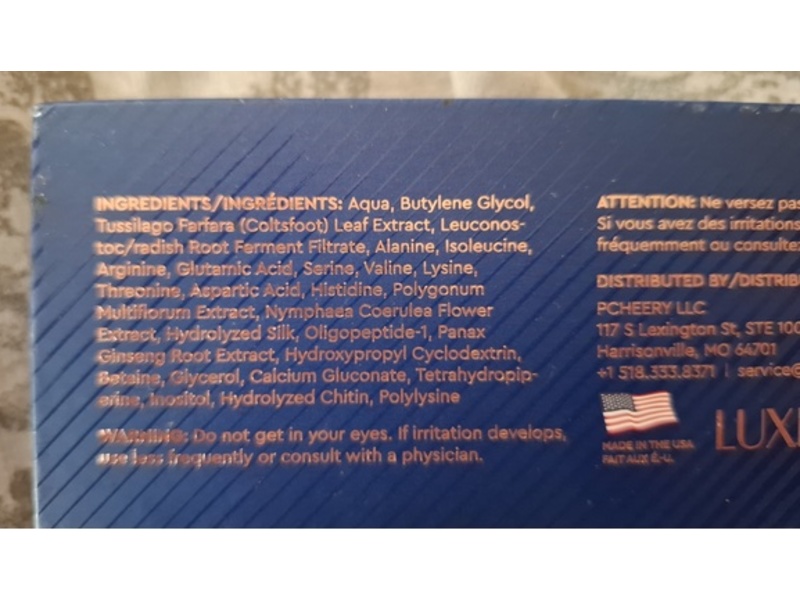 INGREDIENTS/INGRÉDIENTS: Aqua, Butylene Glycol,
Tussilago Farfara (Coltsfoot) Leaf Extract, Leuconos-
toc/radish Root Ferment Filtrate, Alanine, Isoleucine,
Arginine, Glutamic Acid, Serine, Valine, Lysine,
Threonine, Aspartic Acid, Histidine, Polygonum
Multiflorum Extract, Nymphaea Coerulea Flower
Extract, Hydrolyzed Silk, Oligopeptide-1, Panax
Ginseng Root Extract, Hydroxypropyl Cyclodextrin,
Betaine, Glycerol, Calcium Gluconate, Tetrahydropip-
erine, Inositol, Hydrolyzed Chitin, Polylysine
WARNING: Do not get in your eyes. If irritation develops,
use less frequently or consult with a physician.
ATTENTION: Ne versez pas
Si vous avez des irritations
fréquemment ou consultez
DISTRIBUTED BY/DISTRIB
PCHEERY LLC
117 S Lexington St, STE 100
Harrisonville, MO 64701
+1 518.333.8371 | service@
MADE IN THE USA
FAIT AUX É-U.
LUX